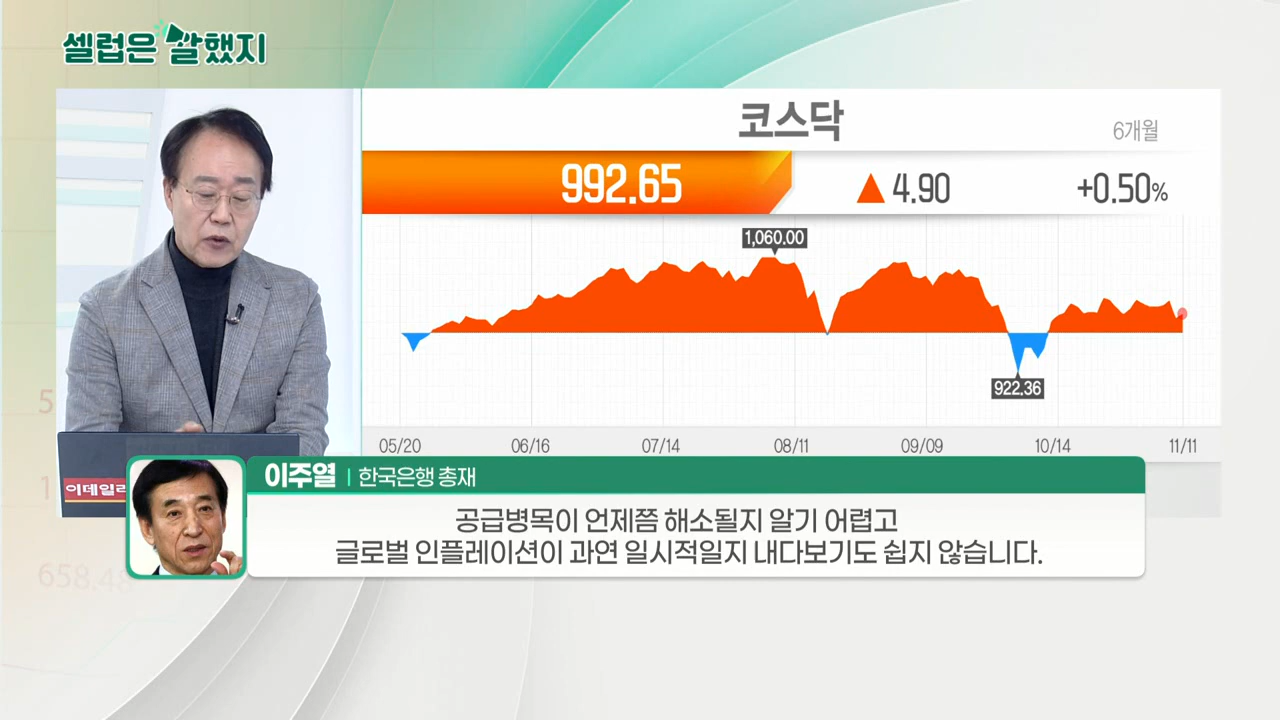 셀럽은 말했지
코스닥
6개월
992.65
▲ 4.90
+0.50%
1,060.00
922.36
05/20
06/16
07/14
08/11
09/09
10/14
11/11
5
1
658.48
이데일리
이주열 | 한국은행 총재
공급병목이 언제쯤 해소될지 알기 어렵고
글로벌 인플레이션이 과연 일시적일지 내다보기도 쉽지 않습니다.